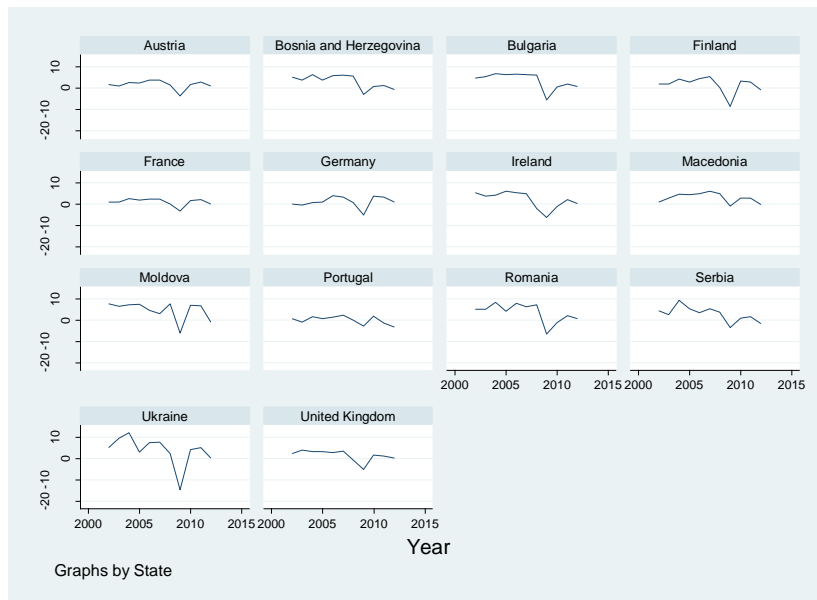 Austria Bosnia and Herzegovina Bulgaria Finland
10
0
-10
-20
France Germany Ireland Macedonia
10
0
-10
-20
Moldova Portugal Romania Serbia
10
0
-10
-20
2000 2005 2010 2015 2000 2005 2010 2015
Ukraine United Kingdom
10
0
-10
-20
2000 2005 2010 2015 2000 2005 2010 2015
Year
Graphs by State